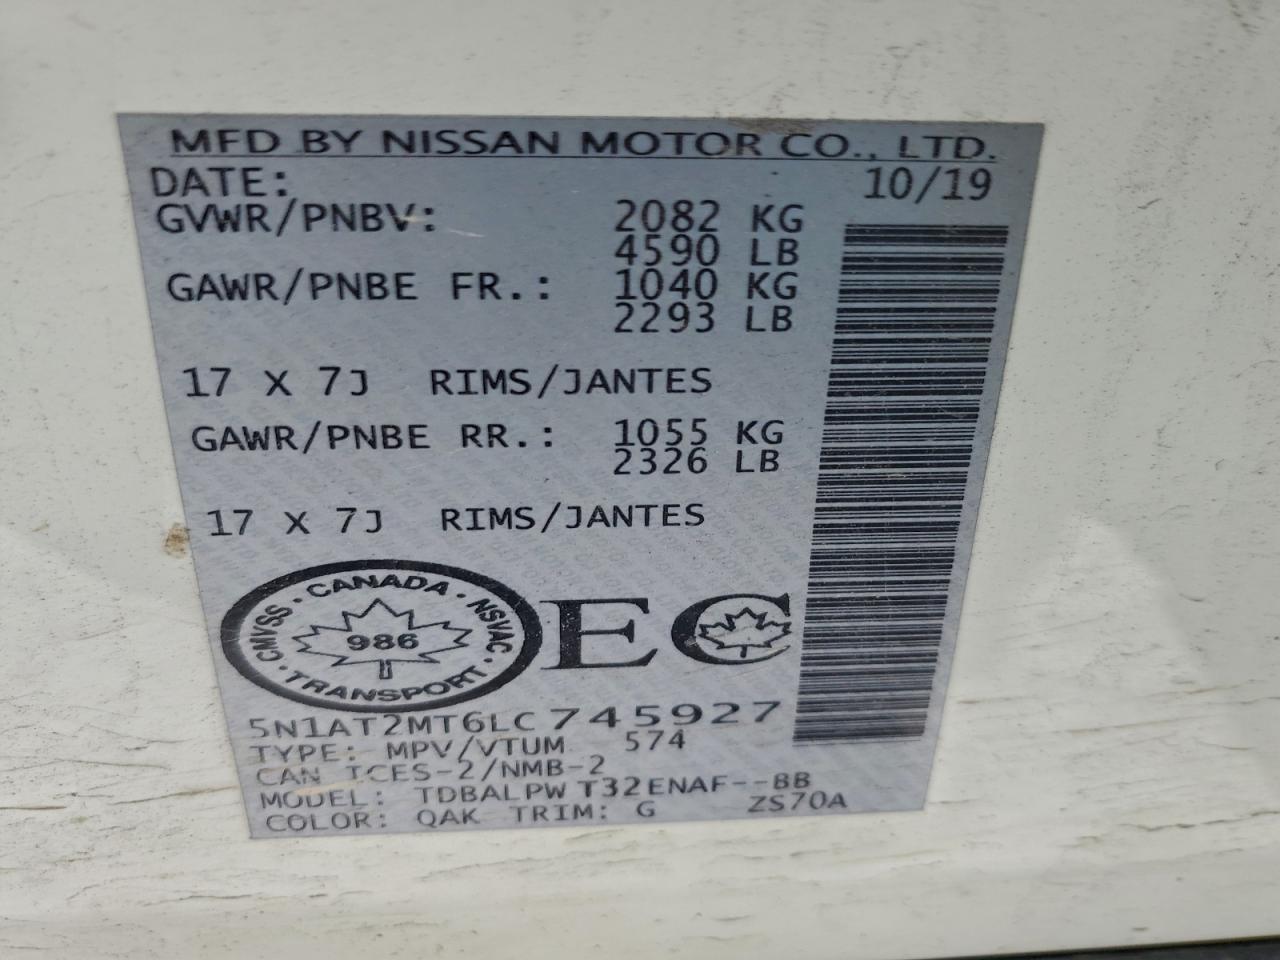 MFD BY NISSAN MOTOR CO., LTD.
DATE: 10/19
GVWR/PNBV: 2082 KG
4590 LB
GAWR/PNBE FR.: 1040 KG
2293 LB
17 X 7J RIMS/JANTES
GAWR/PNBE RR.: 1055 KG
2326 LB
17 X 7J RIMS/JANTES
CANADA · NSVAC · TRANSPORT · CMVSS ·
986
EC
5N1AT2MT6LC745927
TYPE: MPV/VTUM 574
CAN ICES-2/NMB-2
MODEL: TDBALPW T32ENAF--BB
COLOR: QAK TRIM: G ZS70A